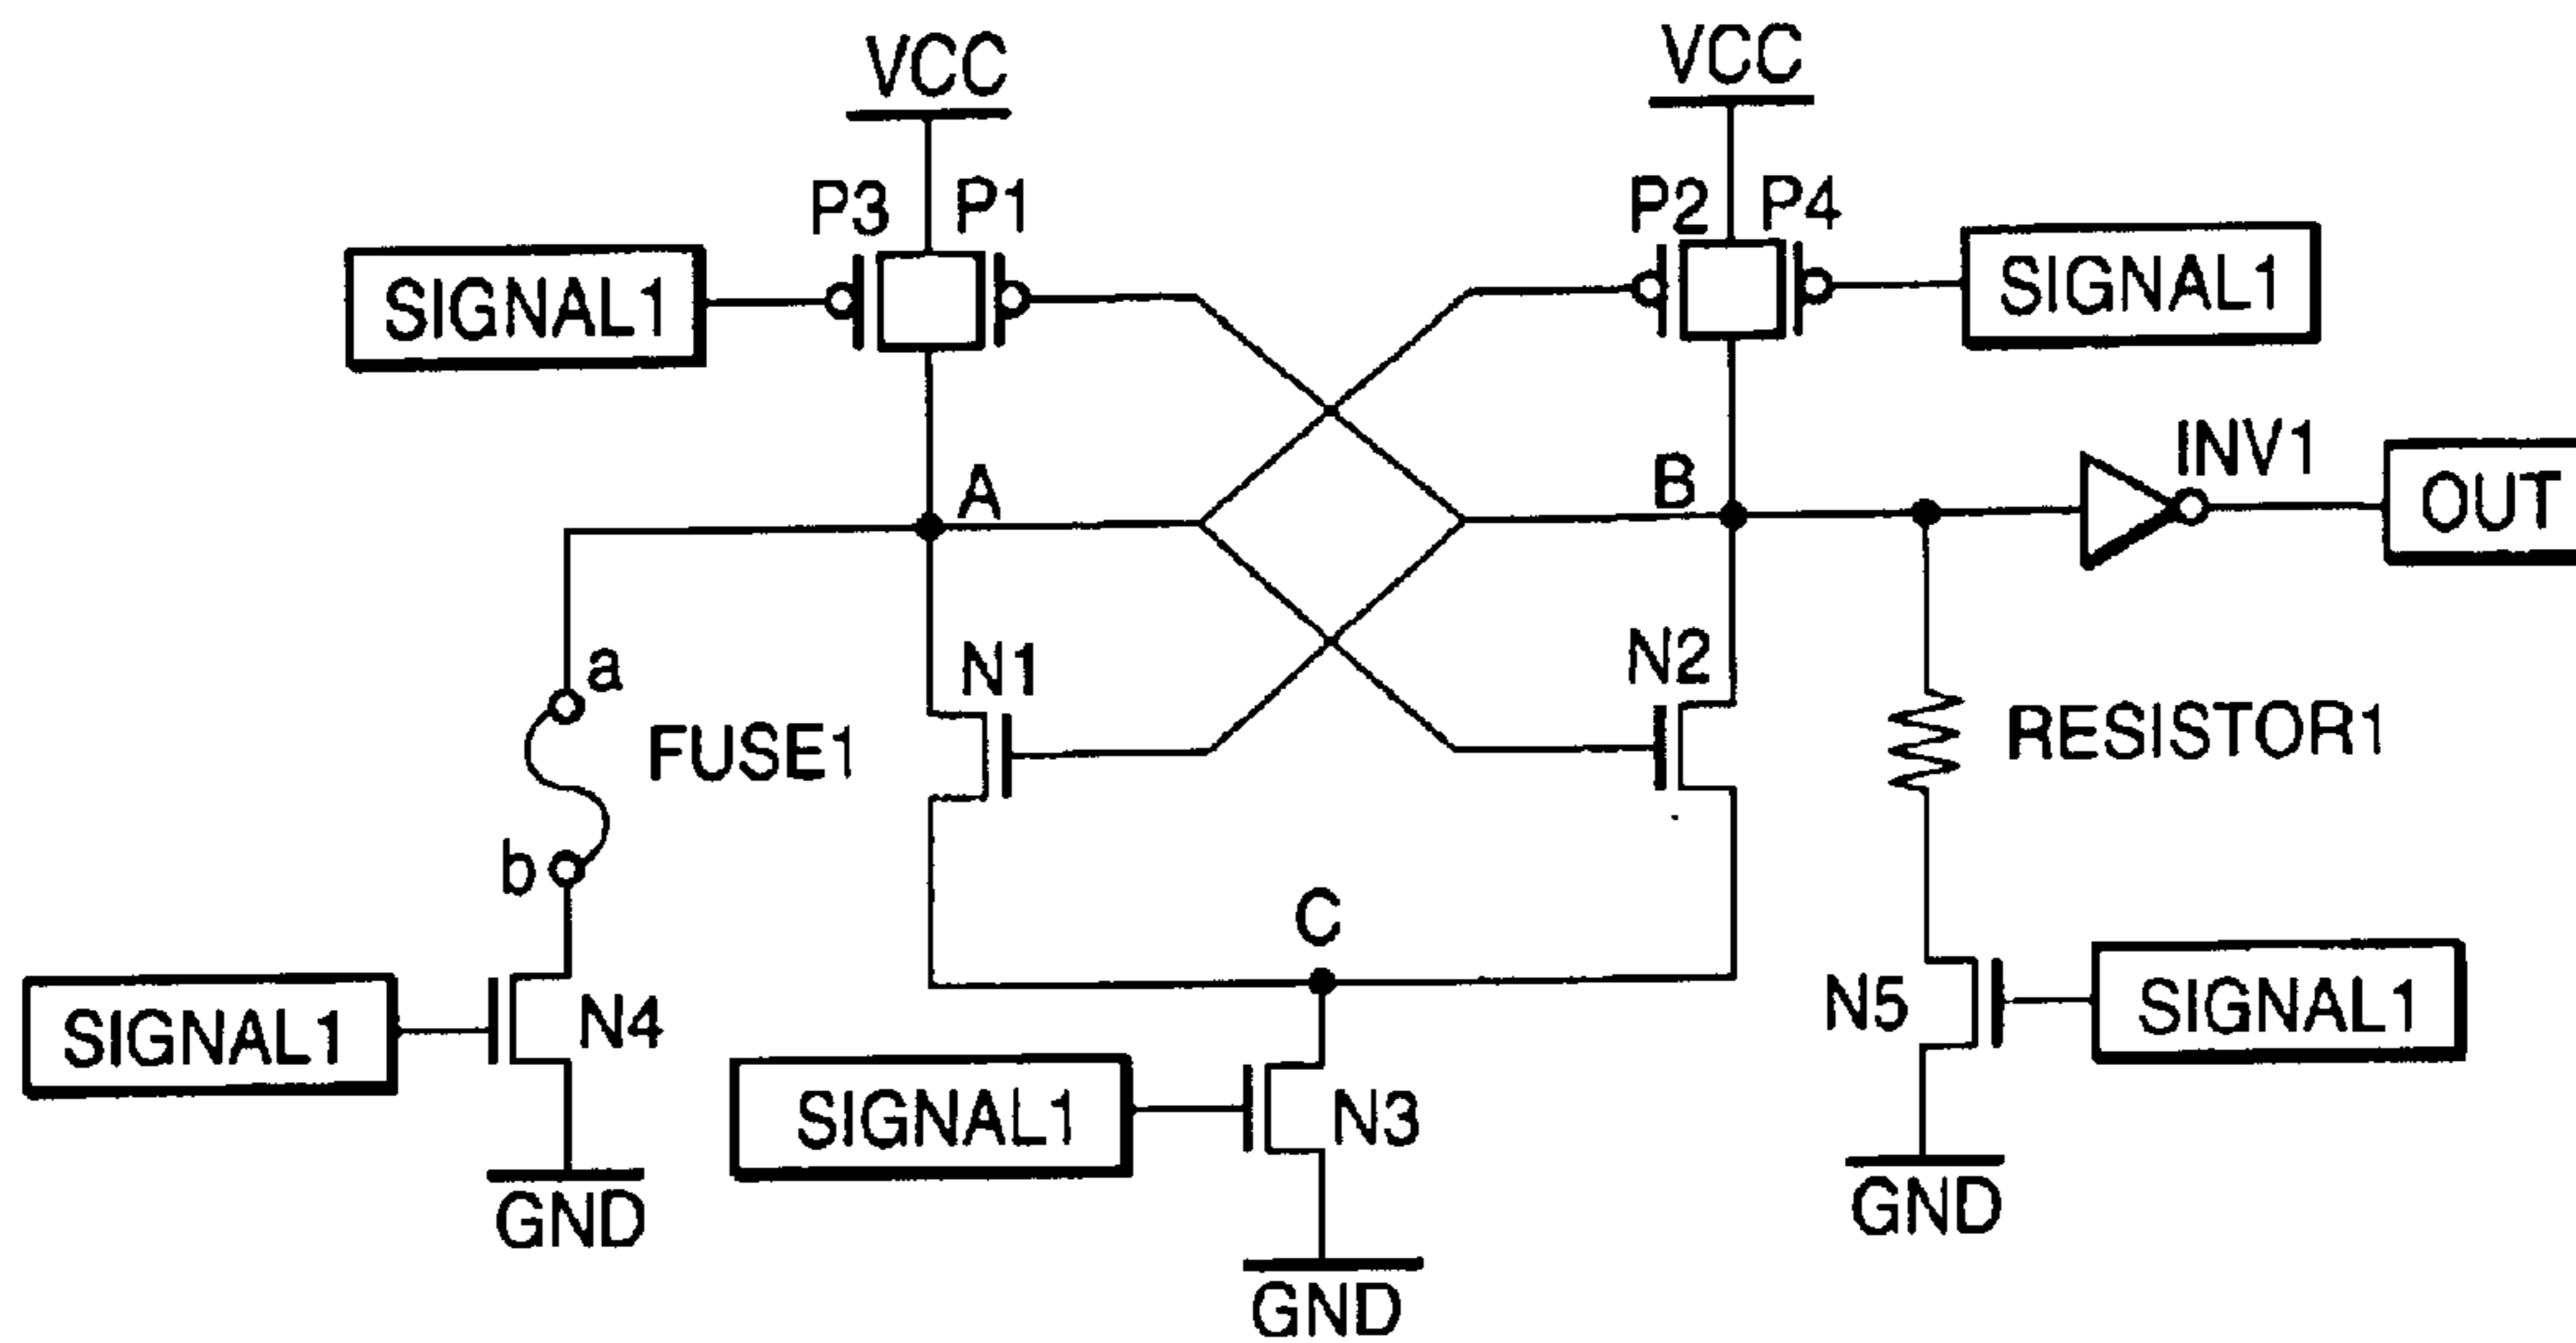 VCC
VCC
P3
P1
P2
P4
SIGNAL1
SIGNAL1
A
B
INV1
OUT
a
FUSE1
N1
N2
RESISTOR1
b
C
SIGNAL1
N4
SIGNAL1
N3
N5
SIGNAL1
GND
GND
GND